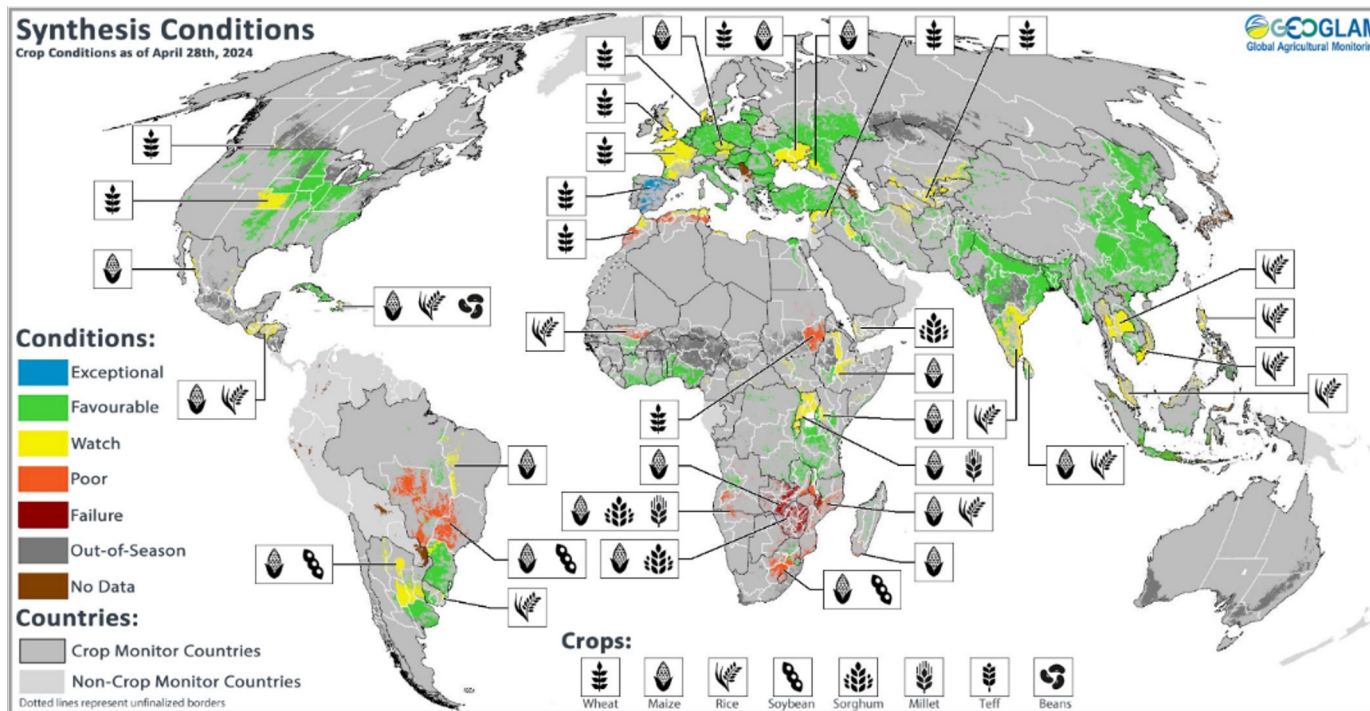 Synthesis Conditions
Crop Conditions as of April 28th, 2024
GEOGLAM
Global Agricultural Monitoring
Conditions:
Exceptional
Favourable
Watch
Poor
Failure
Out-of-Season
No Data
Countries:
Crop Monitor Countries
Non-Crop Monitor Countries
Dotted lines represent unfinalized borders
Crops:
Wheat Maize Rice Soybean Sorghum Millet Teff Beans